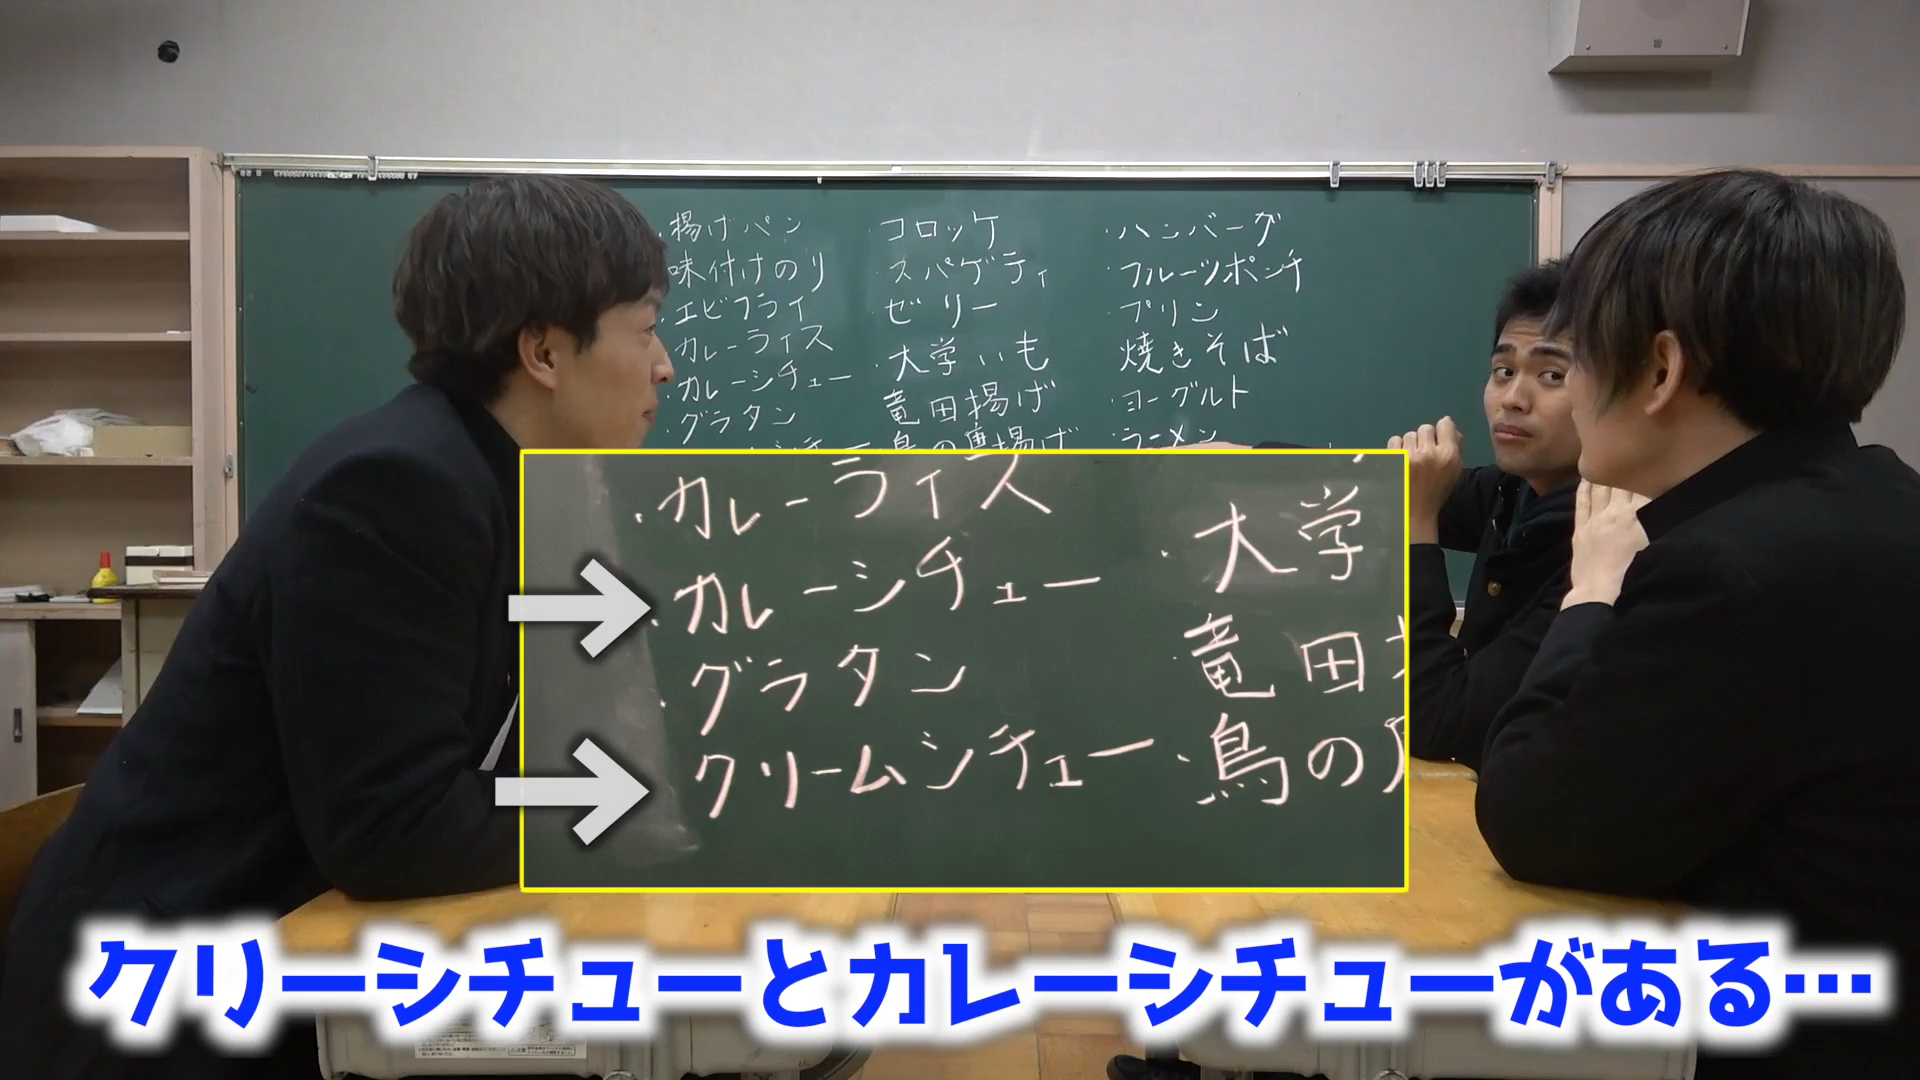 ・揚げパン
味付けのり
・エビフライ
・カレーライス
・カレーシチュー
・グラタン
・コロッケ
・スパゲティ
・ゼリー
・大学いも
竜田揚げ
鳥の唐揚げ
・ハンバーグ
・フルーツポンチ
・プリン
焼きそば
・ヨーグルト
・ラーメン
・カレーライス
・カレーシチュー
・グラタン
クリームシチュー
・大学
・竜田
・鳥の
クリーシチューとカレーシチューがある…